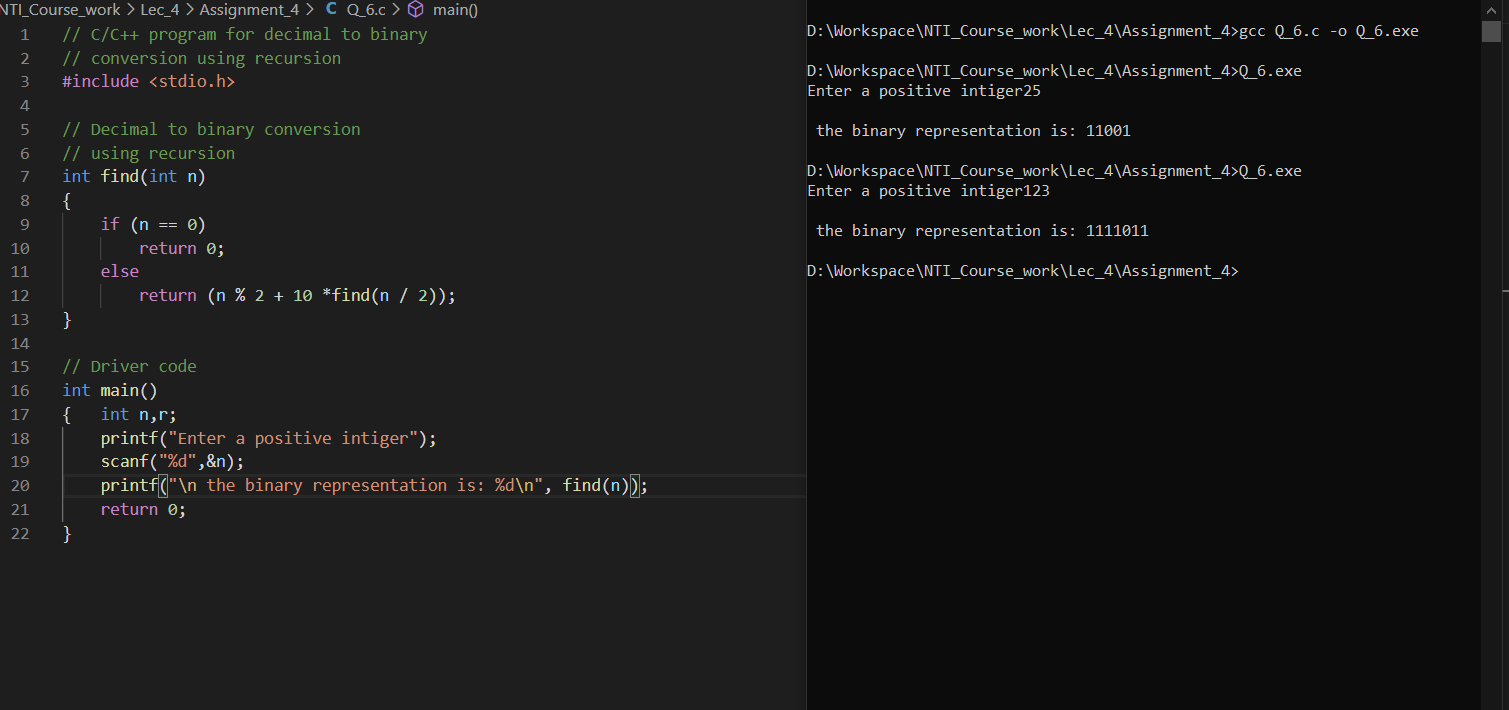 NTI_Course_work > Lec_4 > Assignment_4 > C Q_6.c > main()
1 // C/C++ program for decimal to binary
2 // conversion using recursion
3 #include <stdio.h>
4
5 // Decimal to binary conversion
6 // using recursion
7 int find(int n)
8 {
9 if (n == 0)
10 return 0;
11 else
12 return (n % 2 + 10 *find(n / 2));
13 }
14
15 // Driver code
16 int main()
17 { int n,r;
18 printf("Enter a positive intiger");
19 scanf("%d",&n);
20 printf("\n the binary representation is: %d\n", find(n));
21 return 0;
22 }
D:\Workspace\NTI_Course_work\Lec_4\Assignment_4>gcc Q_6.c -o Q_6.exe
D:\Workspace\NTI_Course_work\Lec_4\Assignment_4>Q_6.exe
Enter a positive intiger25
the binary representation is: 11001
D:\Workspace\NTI_Course_work\Lec_4\Assignment_4>Q_6.exe
Enter a positive intiger123
the binary representation is: 1111011
D:\Workspace\NTI_Course_work\Lec_4\Assignment_4>